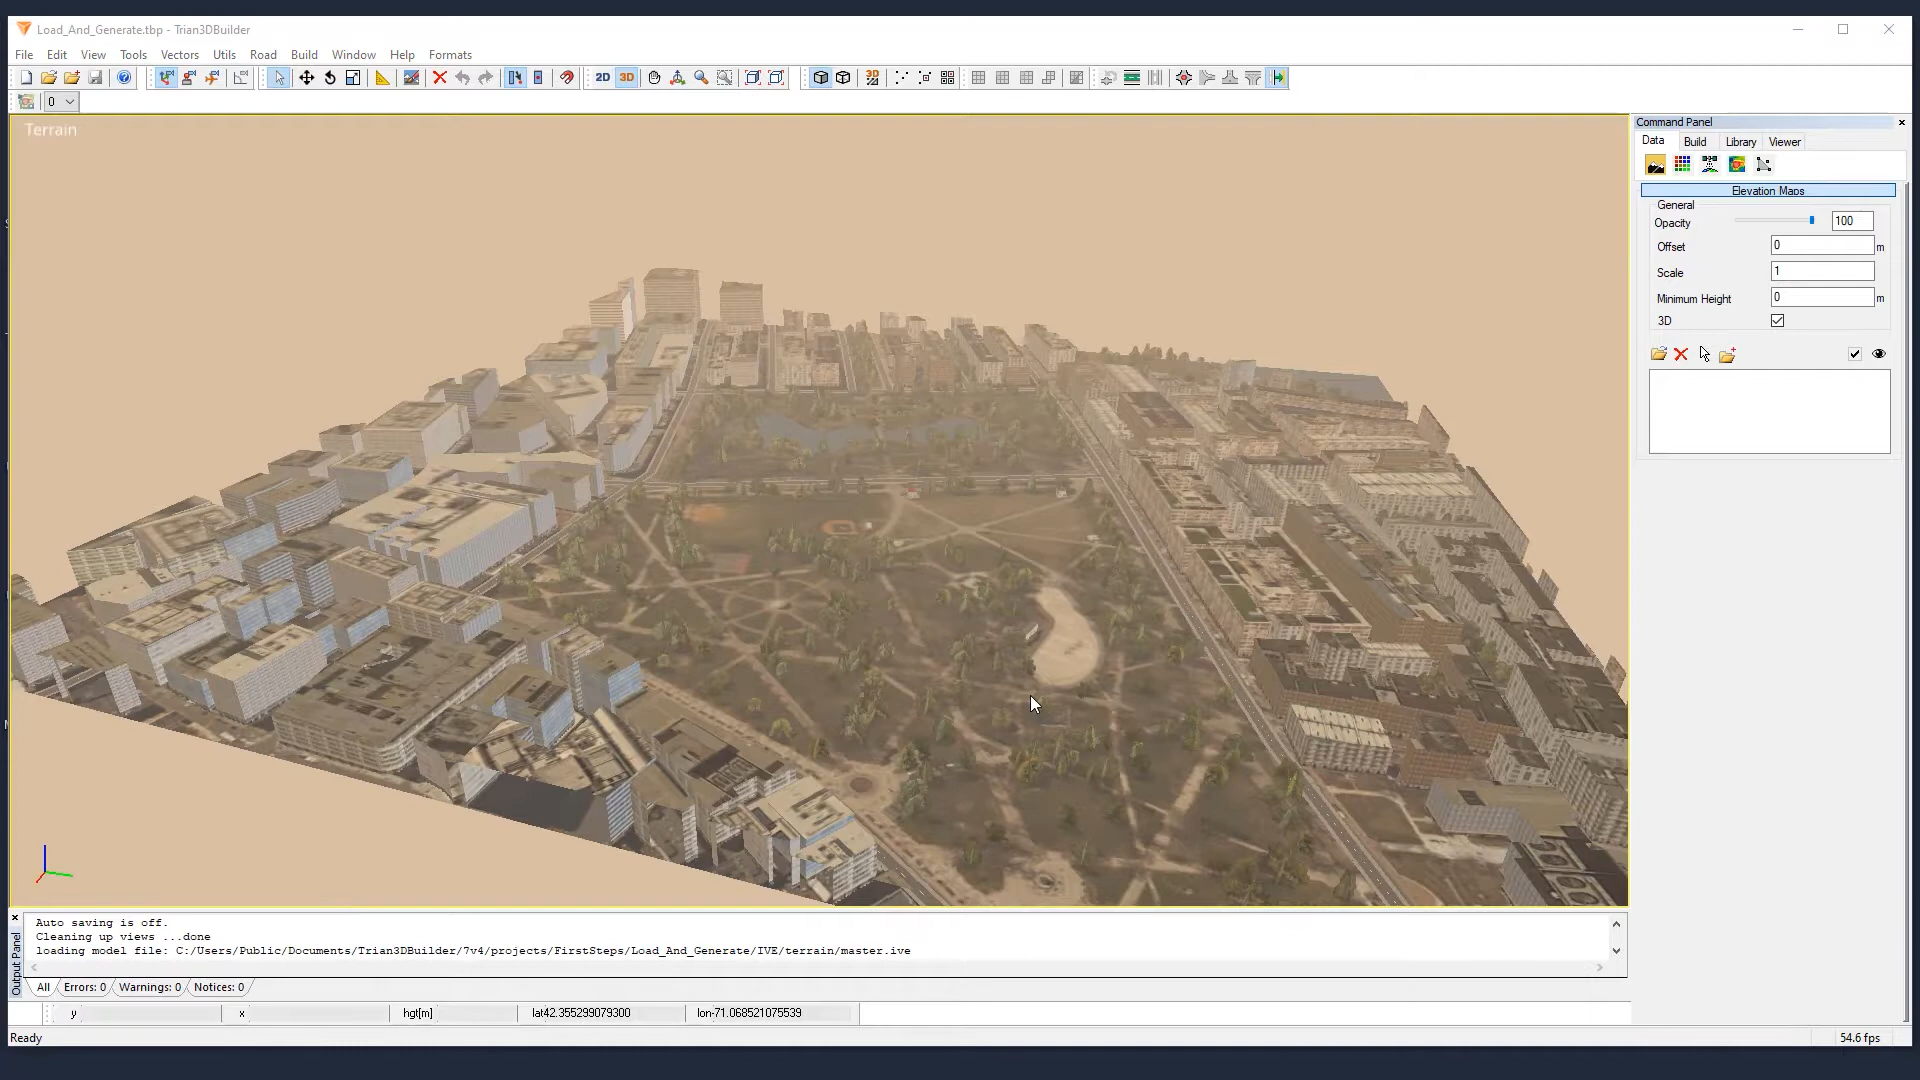 Load_And_Generate.tbp - Trian3DBuilder
File Edit View Tools Vectors Utils Road Build Window Help Formats
2D 3D 3D
0
Terrain
Command Panel
Data Build Library Viewer
Elevation Maps
General
Opacity 100
Offset 0 m
Scale 1
Minimum Height 0 m
3D
Output Panel
Auto saving is off.
Cleaning up views ...done
loading model file: C:/Users/Public/Documents/Trian3DBuilder/7v4/projects/FirstSteps/Load_And_Generate/IVE/terrain/master.ive
All Errors: 0 Warnings: 0 Notices: 0
y x hgt[m] lat42.355299079300 lon-71.068521075539
Ready 54.6 fps